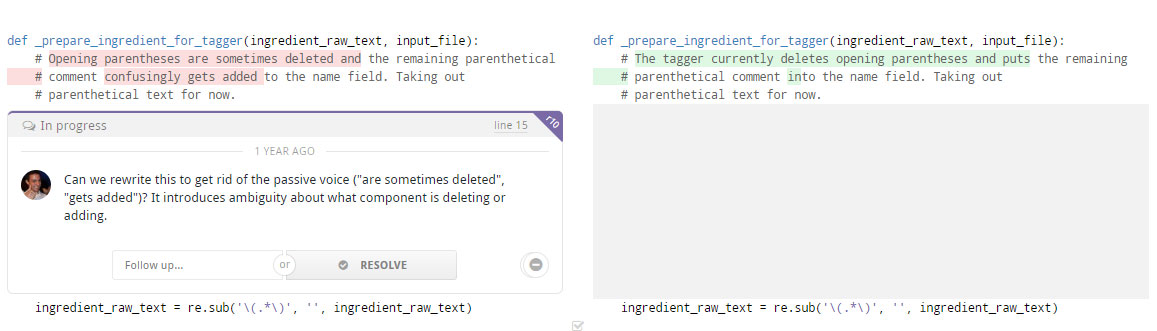 def _prepare_ingredient_for_tagger(ingredient_raw_text, input_file):
# Opening parentheses are sometimes deleted and the remaining parenthetical
# comment confusingly gets added to the name field. Taking out
# parenthetical text for now.
In progress
line 15
r10
1 YEAR AGO
Can we rewrite this to get rid of the passive voice ("are sometimes deleted",
"gets added")? It introduces ambiguity about what component is deleting or
adding.
Follow up...
or
RESOLVE
ingredient_raw_text = re.sub('\(.*\)', '', ingredient_raw_text)
def _prepare_ingredient_for_tagger(ingredient_raw_text, input_file):
# The tagger currently deletes opening parentheses and puts the remaining
# parenthetical comment into the name field. Taking out
# parenthetical text for now.
ingredient_raw_text = re.sub('\(.*\)', '', ingredient_raw_text)